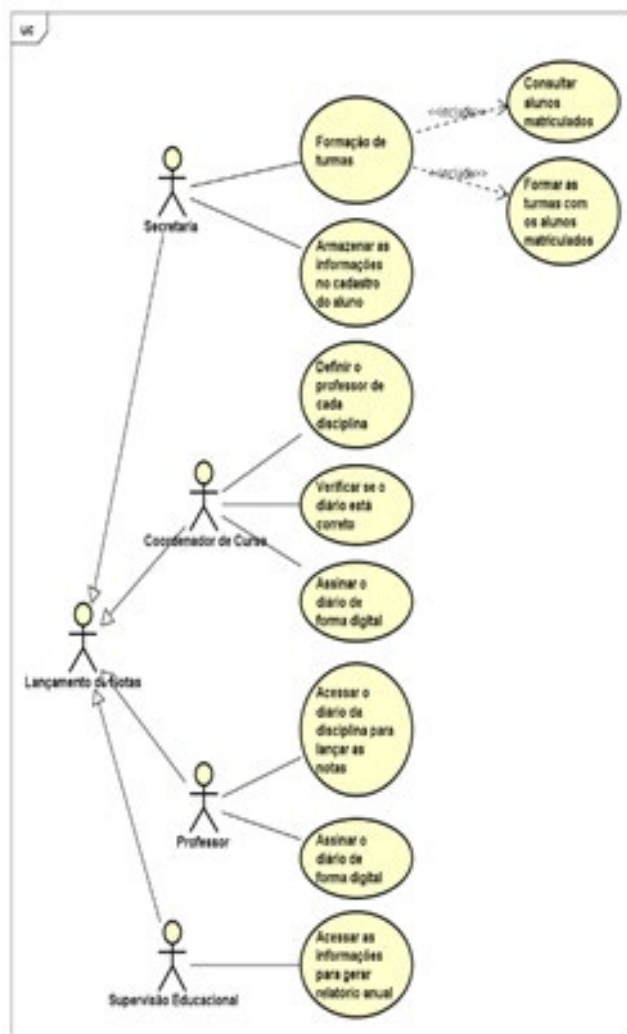 uc
Consultar
alunos
matriculados
<<include>>
Formação de
turmas
<<include>>
Formar as
turmas com
os alunos
matriculados
Secretaria
Armazenar as
informações
no cadastro
do aluno
Definir o
professor de
cada
disciplina
Verificar se o
diário está
correto
Coordenador de Curso
Assinar o
diário de
forma digital
Lançamento de Notas
Acessar o
diário da
disciplina para
lançar as
notas
Professor
Assinar o
diário de
forma digital
Acessar as
informações
para gerar
relatório anual
Supervisão Educacional